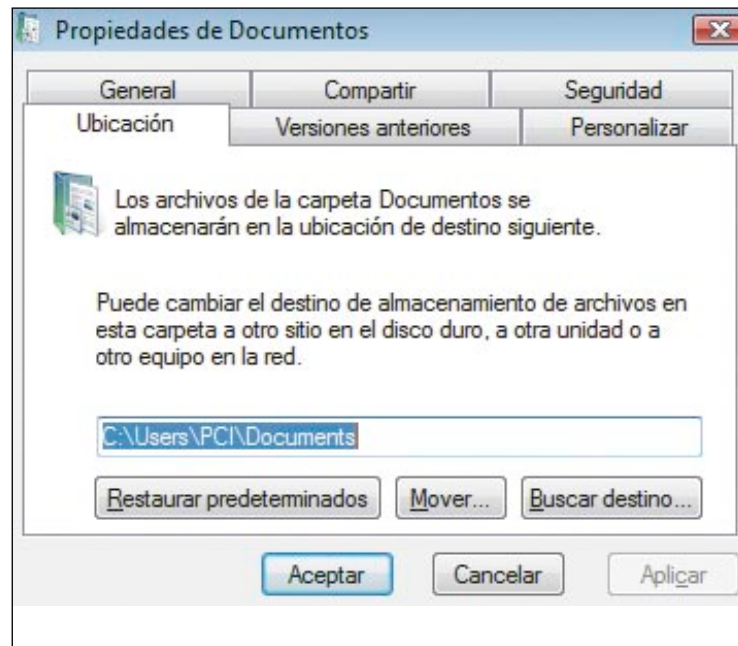 Propiedades de Documentos
General Compartir Seguridad
Ubicación Versiones anteriores Personalizar
Los archivos de la carpeta Documentos se
almacenarán en la ubicación de destino siguiente.
Puede cambiar el destino de almacenamiento de archivos en
esta carpeta a otro sitio en el disco duro, a otra unidad o a
otro equipo en la red.
C:\Users\PCI\Documents
Restaurar predeterminados Mover... Buscar destino...
Aceptar Cancelar Aplicar